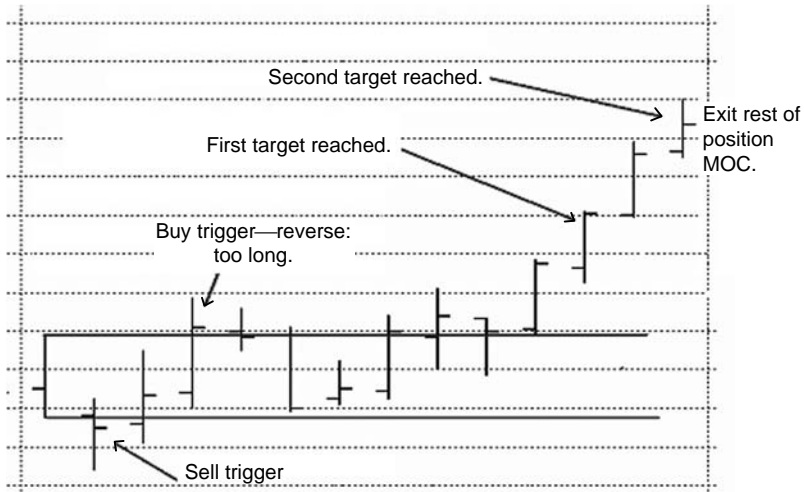 Second target reached.
Exit rest of
position
MOC.
First target reached.
Buy trigger—reverse:
too long.
Sell trigger